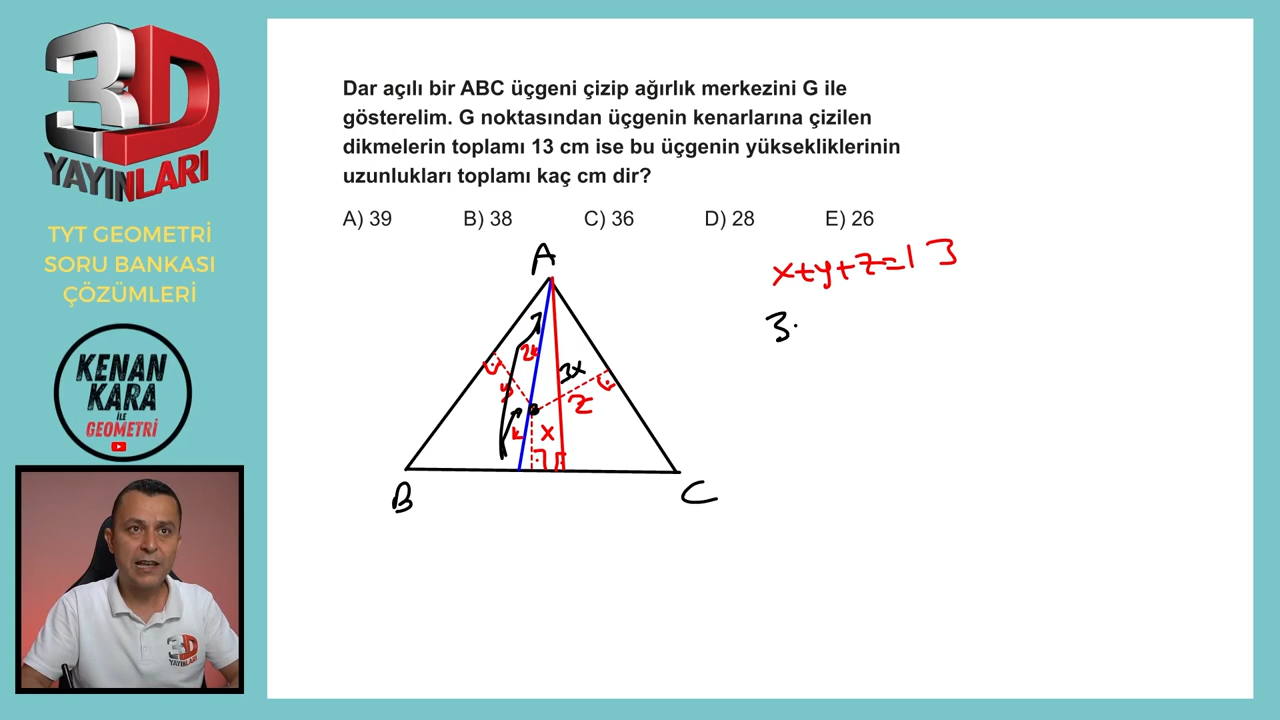 3D
YAYINLARI
TYT GEOMETRİ
SORU BANKASI
ÇÖZÜMLERİ
KENAN
KARA
İLE
GEOMETRİ
3D
YAYINLARI
Dar açılı bir ABC üçgeni çizip ağırlık merkezini G ile
gösterelim. G noktasından üçgenin kenarlarına çizilen
dikmelerin toplamı 13 cm ise bu üçgenin yüksekliklerinin
uzunlukları toplamı kaç cm dir?
A) 39 B) 38 C) 36 D) 28 E) 26
x+y+z=13
3.
A
2k
3x
y
z
k
x
B
C